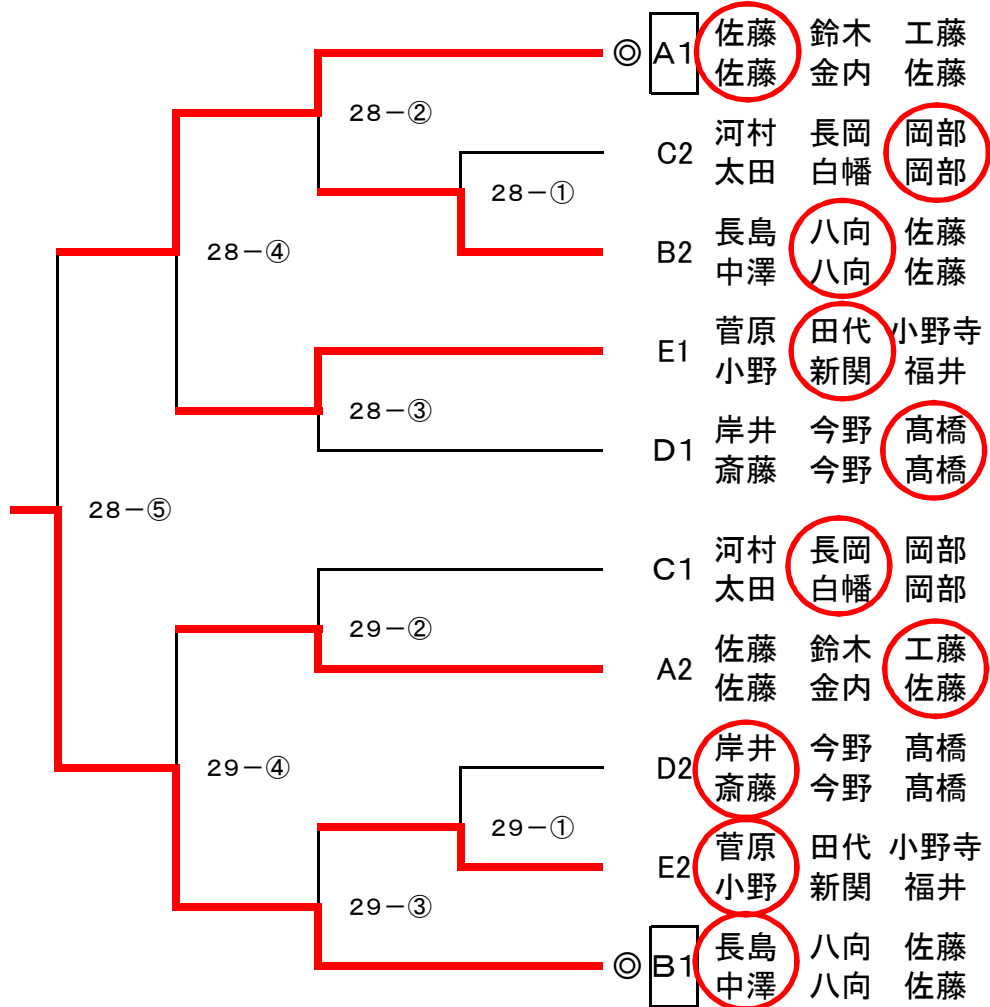 ◎ A1 佐藤 鈴木 工藤
佐藤 金内 佐藤
28-②
C2 河村 長岡 岡部
太田 白幡 岡部
28-①
B2 長島 八向 佐藤
中澤 八向 佐藤
28-④
E1 菅原 田代 小野寺
小野 新関 福井
28-③
D1 岸井 今野 髙橋
斎藤 今野 髙橋
28-⑤
C1 河村 長岡 岡部
太田 白幡 岡部
29-②
A2 佐藤 鈴木 工藤
佐藤 金内 佐藤
29-④
D2 岸井 今野 髙橋
斎藤 今野 髙橋
29-①
E2 菅原 田代 小野寺
小野 新関 福井
29-③
◎ B1 長島 八向 佐藤
中澤 八向 佐藤